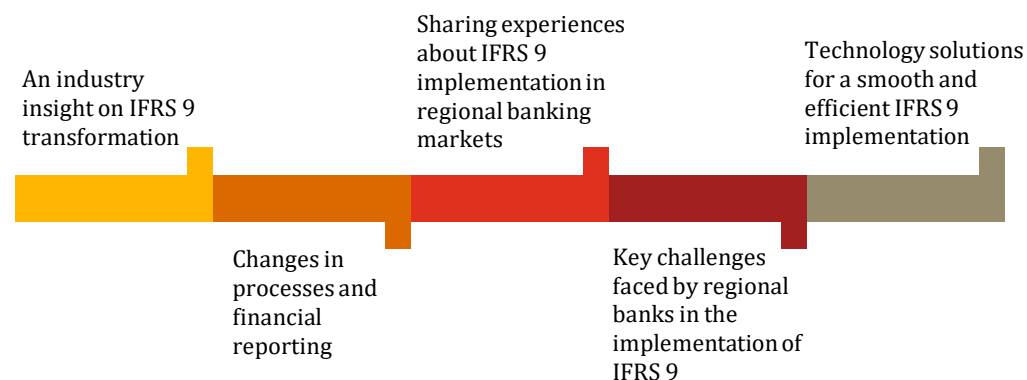 An industry
insight on IFRS 9
transformation
Changes in
processes and
financial
reporting
Sharing experiences
about IFRS 9
implementation in
regional banking
markets
Key challenges
faced by regional
banks in the
implementation of
IFRS 9
Technology solutions
for a smooth and
efficient IFRS 9
implementation